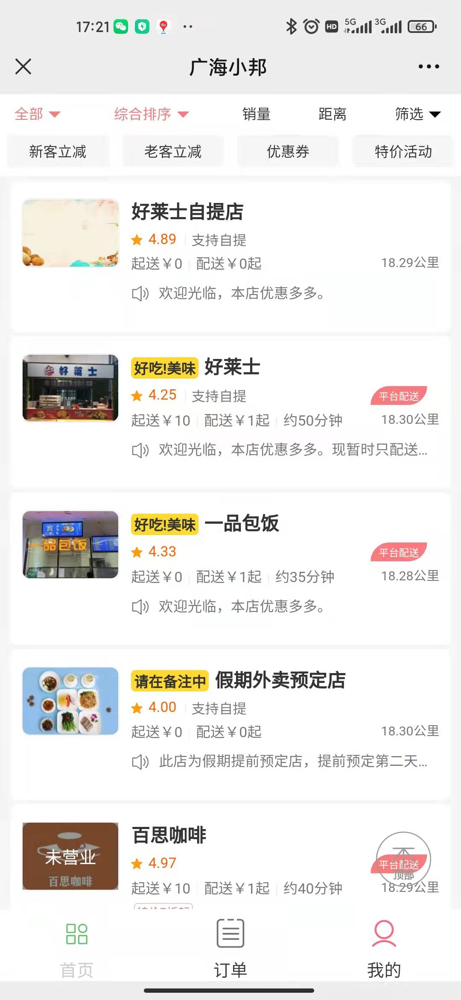 17:21
HD 5G 3G 66
广海小邦
全部 综合排序 销量 距离 筛选
新客立减 老客立减 优惠券 特价活动
好莱士自提店
4.89 支持自提
起送￥0 配送￥0起 18.29公里
欢迎光临，本店优惠多多。
好莱士
好吃!美味 好莱士
4.25 支持自提 平台配送
起送￥10 配送￥1起 约50分钟 18.30公里
欢迎光临，本店优惠多多。现暂时只配送...
一品包饭
好吃!美味 一品包饭
4.33 平台配送
起送￥0 配送￥1起 约35分钟 18.28公里
欢迎光临，本店优惠多多。
请在备注中 假期外卖预定店
4.00 支持自提
起送￥0 配送￥0起 18.30公里
此店为假期提前预定店，提前预定第二天...
未营业
百思咖啡
百思咖啡
4.97 平台配送
顶部
起送￥10 配送￥1起 约40分钟 18.29公里
首页 订单 我的